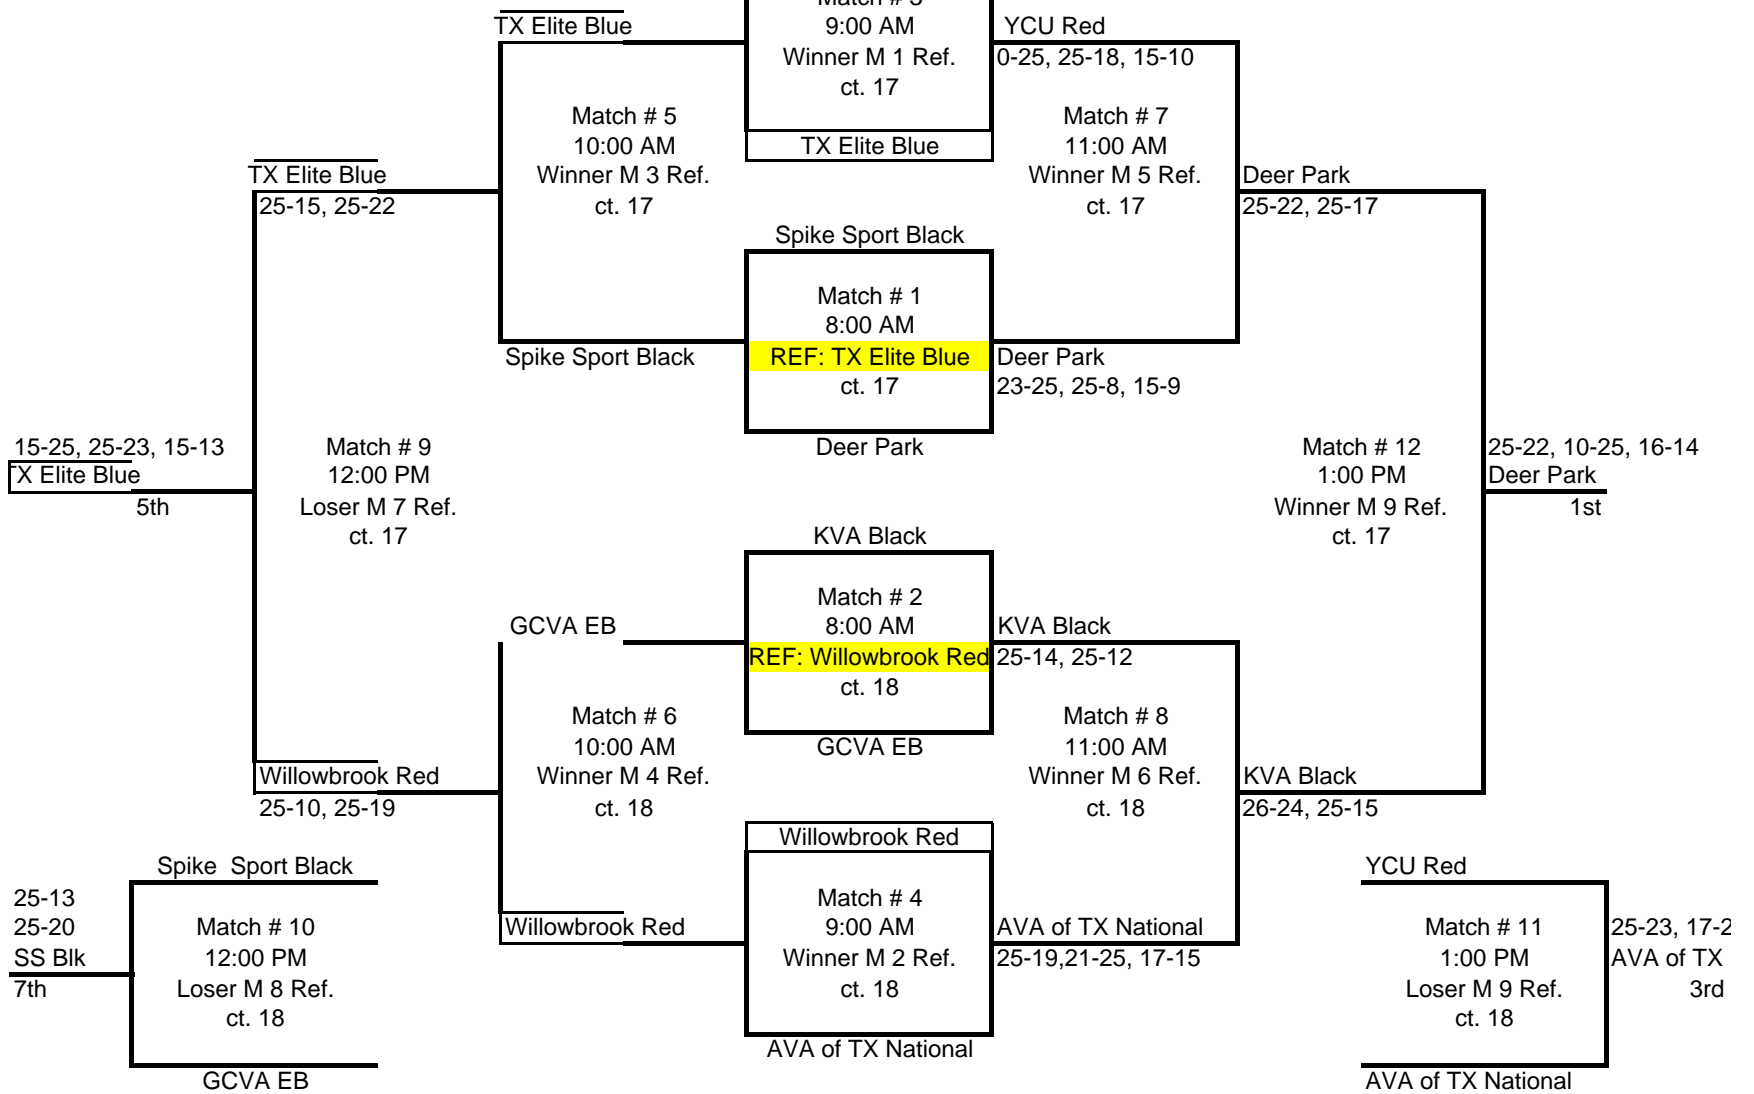 TX Elite Blue
9:00 AM
Winner M 1 Ref.
ct. 17
YCU Red
0-25, 25-18, 15-10
Match # 5
10:00 AM
Winner M 3 Ref.
ct. 17
TX Elite Blue
Match # 7
11:00 AM
Winner M 5 Ref.
ct. 17
TX Elite Blue
25-15, 25-22
Deer Park
25-22, 25-17
Spike Sport Black
Match # 1
8:00 AM
REF: TX Elite Blue
ct. 17
Spike Sport Black
Deer Park
23-25, 25-8, 15-9
Deer Park
15-25, 25-23, 15-13
TX Elite Blue
5th
Match # 9
12:00 PM
Loser M 7 Ref.
ct. 17
Match # 12
1:00 PM
Winner M 9 Ref.
ct. 17
25-22, 10-25, 16-14
Deer Park
1st
KVA Black
Match # 2
8:00 AM
REF: Willowbrook Red
ct. 18
GCVA EB
KVA Black
25-14, 25-12
GCVA EB
Match # 6
10:00 AM
Winner M 4 Ref.
ct. 18
Match # 8
11:00 AM
Winner M 6 Ref.
ct. 18
Willowbrook Red
25-10, 25-19
KVA Black
26-24, 25-15
Willowbrook Red
Match # 4
9:00 AM
Winner M 2 Ref.
ct. 18
Willowbrook Red
AVA of TX National
25-19,21-25, 17-15
AVA of TX National
Spike  Sport Black
25-13
25-20
SS Blk
7th
Match # 10
12:00 PM
Loser M 8 Ref.
ct. 18
GCVA EB
YCU Red
Match # 11
1:00 PM
Loser M 9 Ref.
ct. 18
25-23, 17-2
AVA of TX
3rd
AVA of TX National